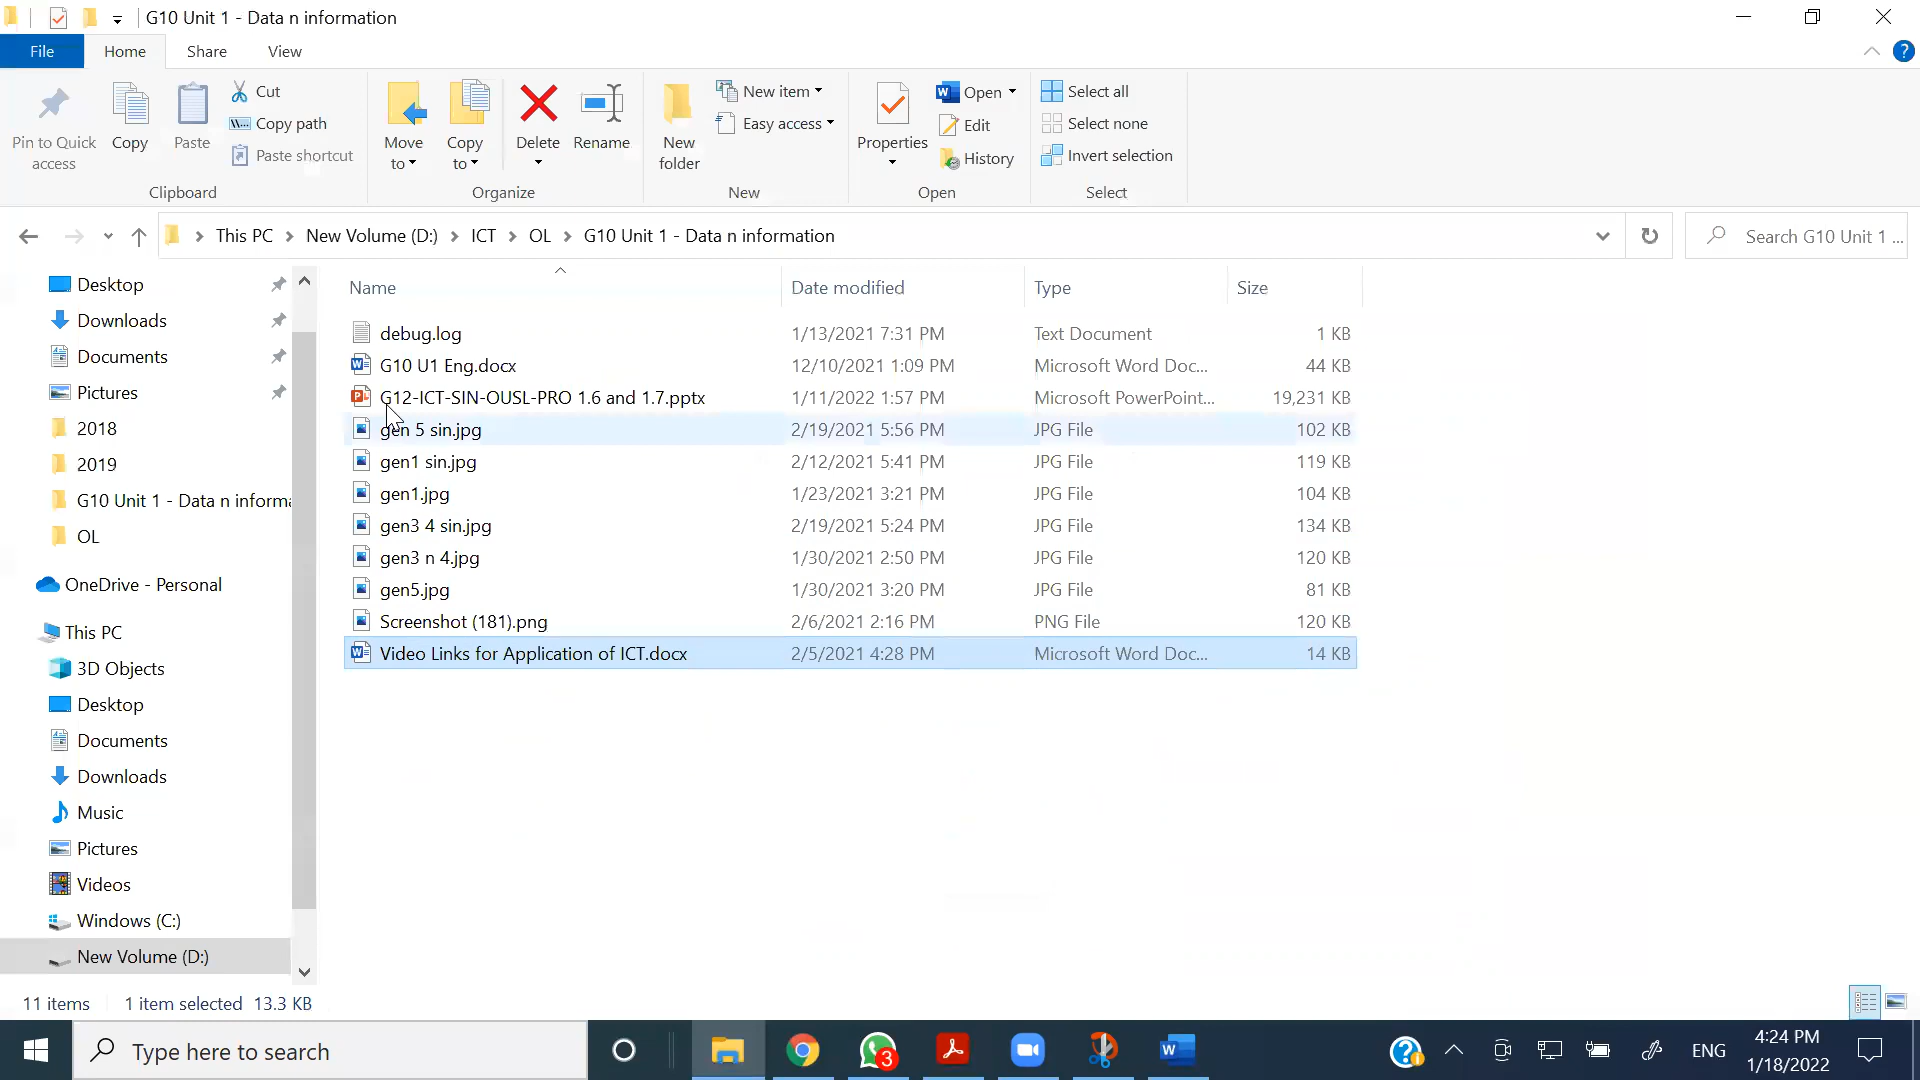 G10 Unit 1 - Data n information
File Home Share View
Pin to Quick access
Copy
Paste
Cut
Copy path
Paste shortcut
Clipboard
Move to
Copy to
Delete
Rename
Organize
New folder
New item
Easy access
New
Properties
Open
Edit
History
Open
Select all
Select none
Invert selection
Select
This PC New Volume (D:) ICT OL G10 Unit 1 - Data n information
Search G10 Unit 1 ...
Desktop
Downloads
Documents
Pictures
2018
2019
G10 Unit 1 - Data n informa
OL
OneDrive - Personal
This PC
3D Objects
Desktop
Documents
Downloads
Music
Pictures
Videos
Windows (C:)
New Volume (D:)
Name Date modified Type Size
debug.log 1/13/2021 7:31 PM Text Document 1 KB
G10 U1 Eng.docx 12/10/2021 1:09 PM Microsoft Word Doc... 44 KB
G12-ICT-SIN-OUSL-PRO 1.6 and 1.7.pptx 1/11/2022 1:57 PM Microsoft PowerPoint... 19,231 KB
gen 5 sin.jpg 2/19/2021 5:56 PM JPG File 102 KB
gen1 sin.jpg 2/12/2021 5:41 PM JPG File 119 KB
gen1.jpg 1/23/2021 3:21 PM JPG File 104 KB
gen3 4 sin.jpg 2/19/2021 5:24 PM JPG File 134 KB
gen3 n 4.jpg 1/30/2021 2:50 PM JPG File 120 KB
gen5.jpg 1/30/2021 3:20 PM JPG File 81 KB
Screenshot (181).png 2/6/2021 2:16 PM PNG File 120 KB
Video Links for Application of ICT.docx 2/5/2021 4:28 PM Microsoft Word Doc... 14 KB
11 items 1 item selected 13.3 KB
Type here to search
3
ENG
4:24 PM
1/18/2022